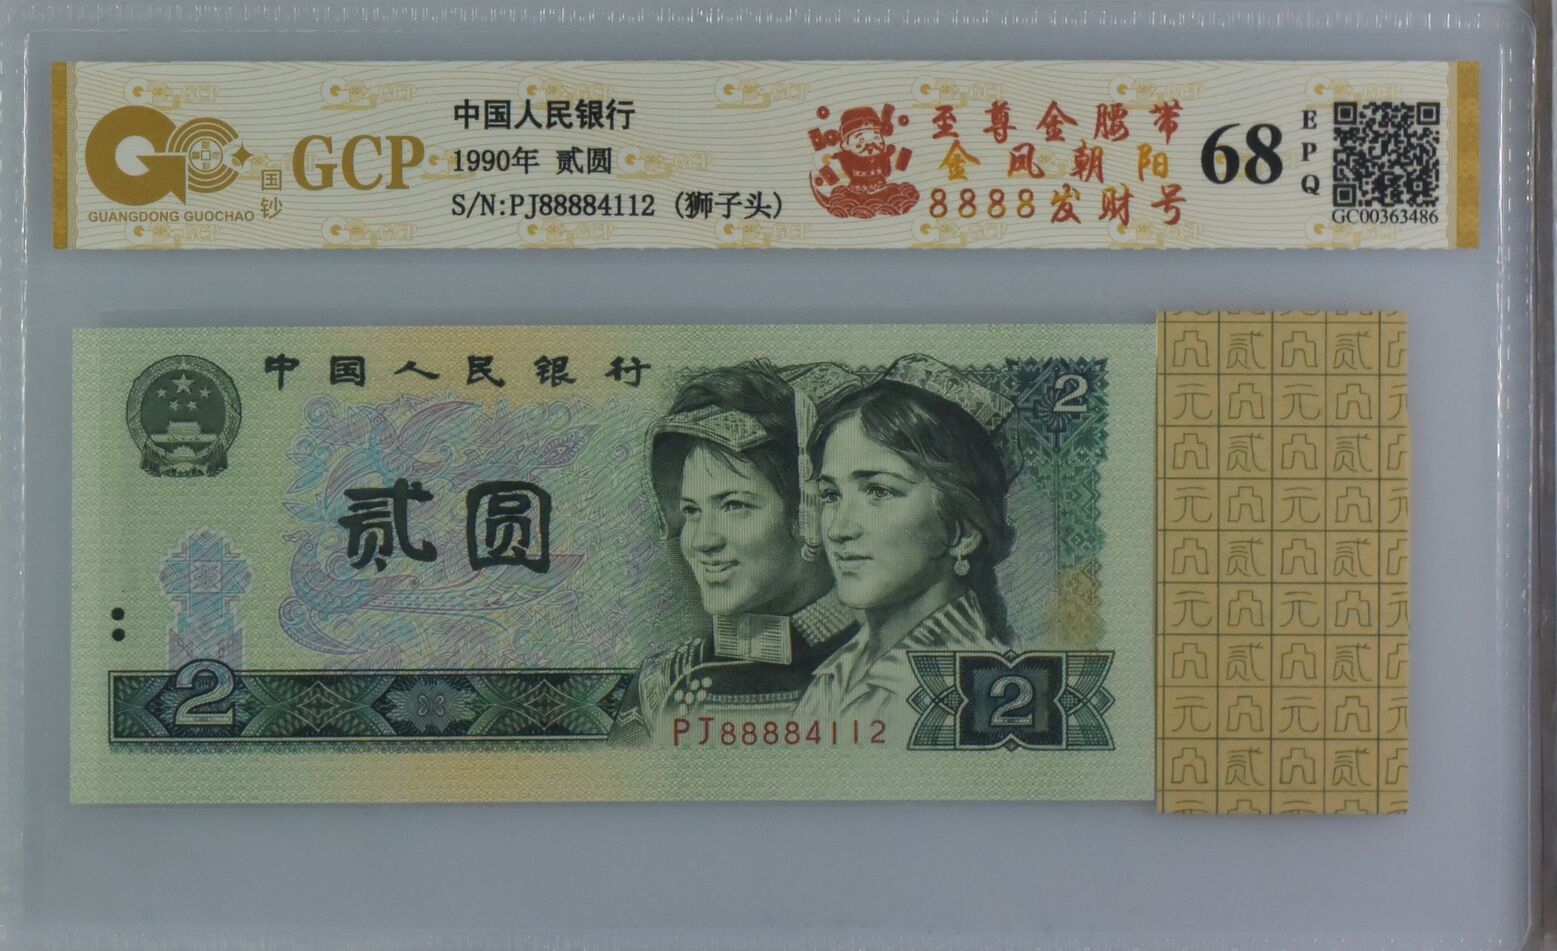 中国人民银行
1990年 贰圆
S/N:PJ88884112 (狮子头)
国钞
GCP
GUANGDONG GUOCHAO
至尊金腰带
金凤朝阳
8888发财号
68
EPQ
GC00363486
中国人民银行
2
贰圆
2
PJ88884112
2